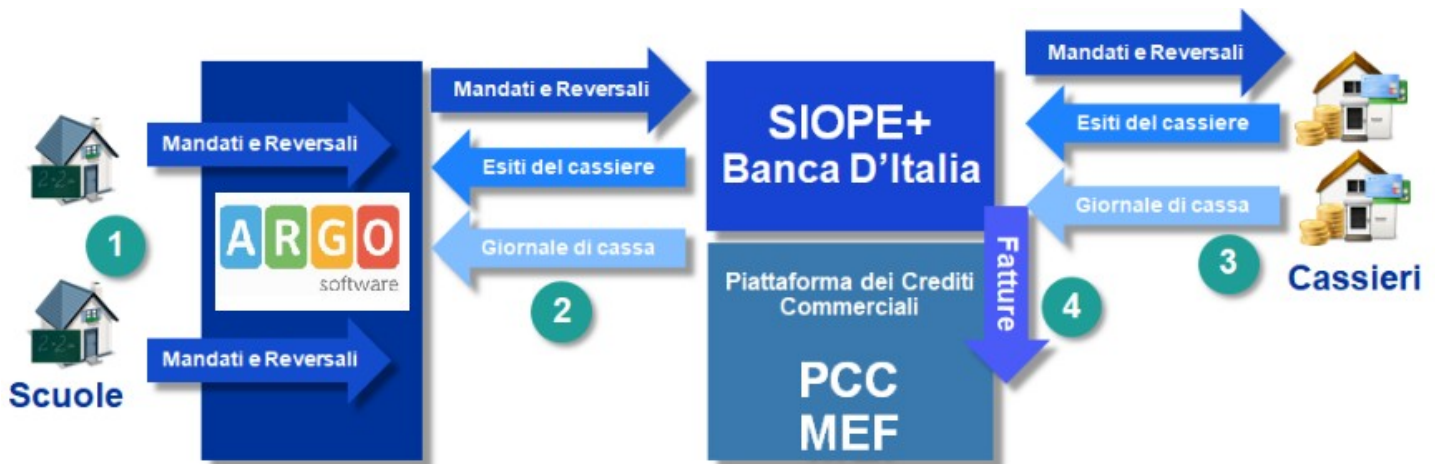 Mandati e Reversali
Mandati e Reversali
1
ARGO
software
Scuole
Mandati e Reversali
Esiti del cassiere
Giornale di cassa
2
SIOPE+
Banca D'Italia
Piattaforma dei Crediti
Commerciali
PCC
MEF
Fatture
4
Mandati e Reversali
Esiti del cassiere
Giornale di cassa
3
Cassieri